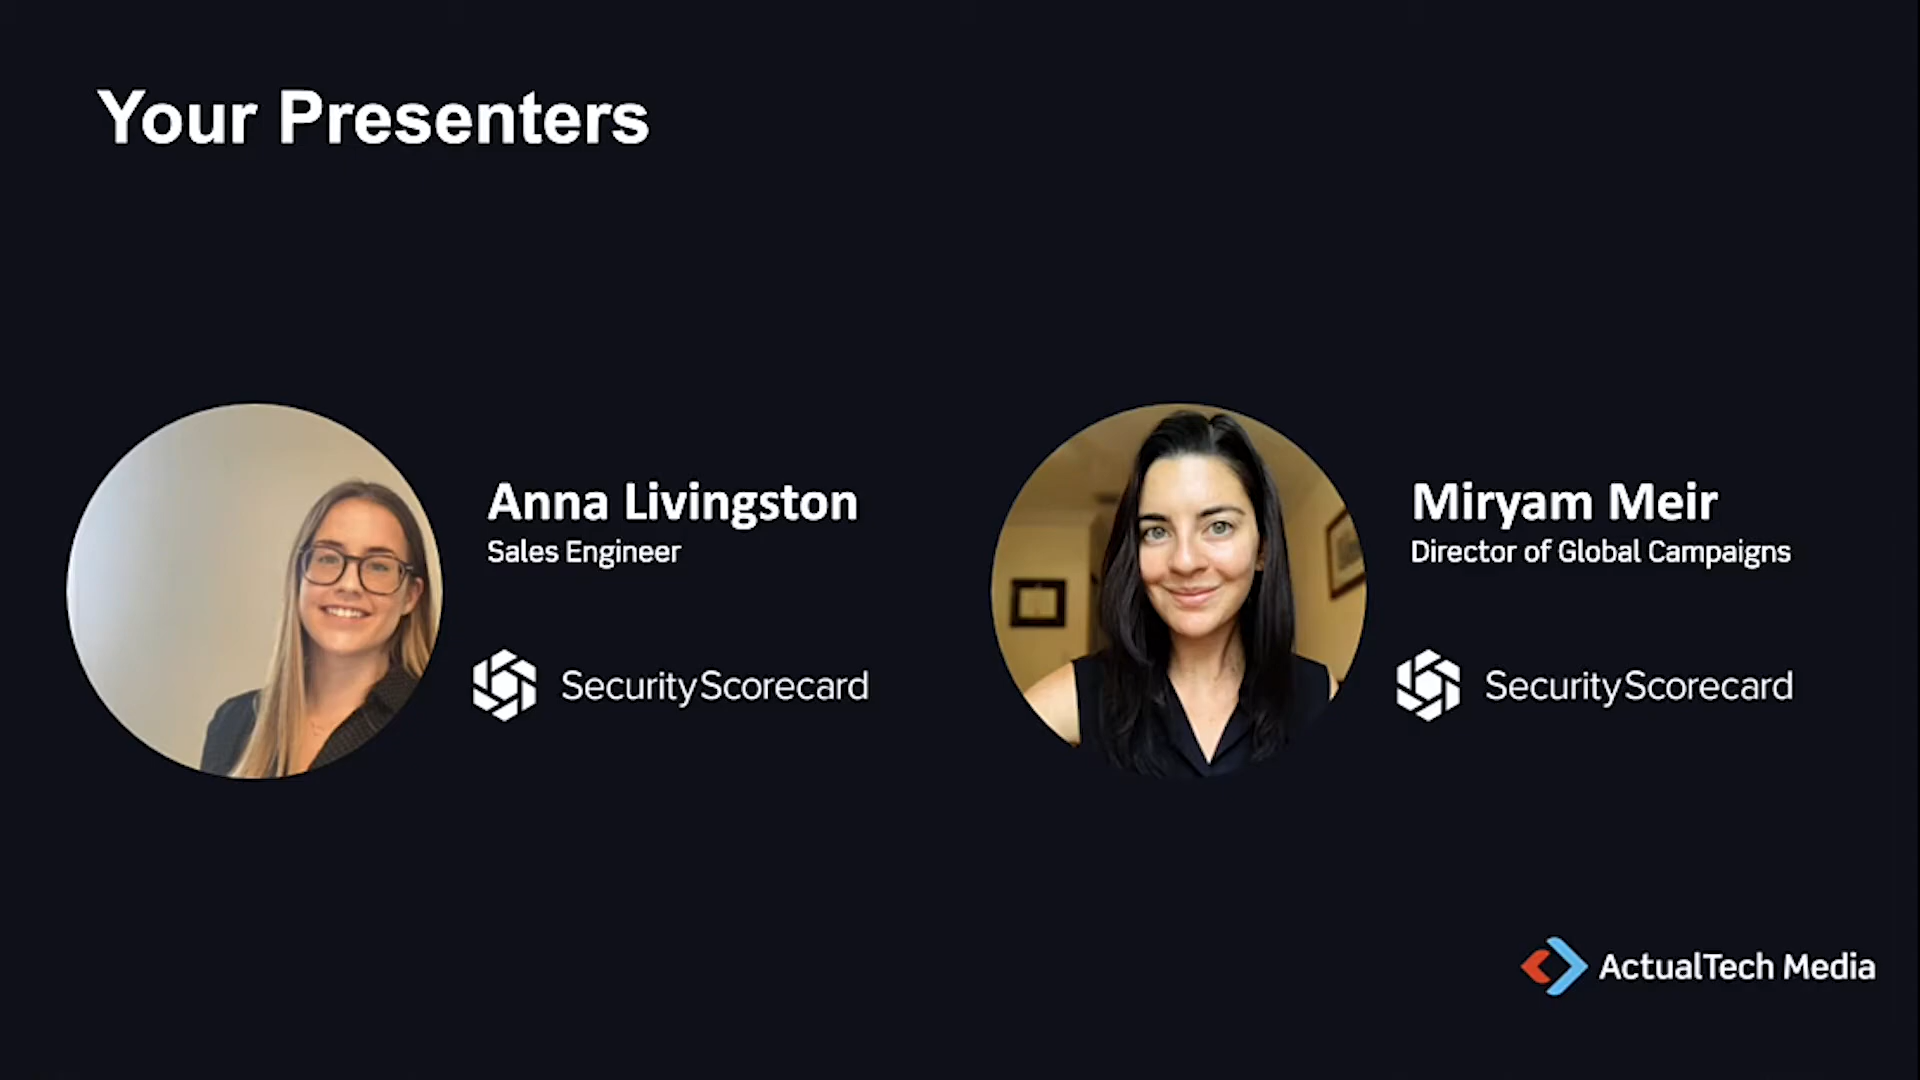 Your Presenters
Anna Livingston
Sales Engineer
SecurityScorecard
Miryam Meir
Director of Global Campaigns
SecurityScorecard
ActualTech Media